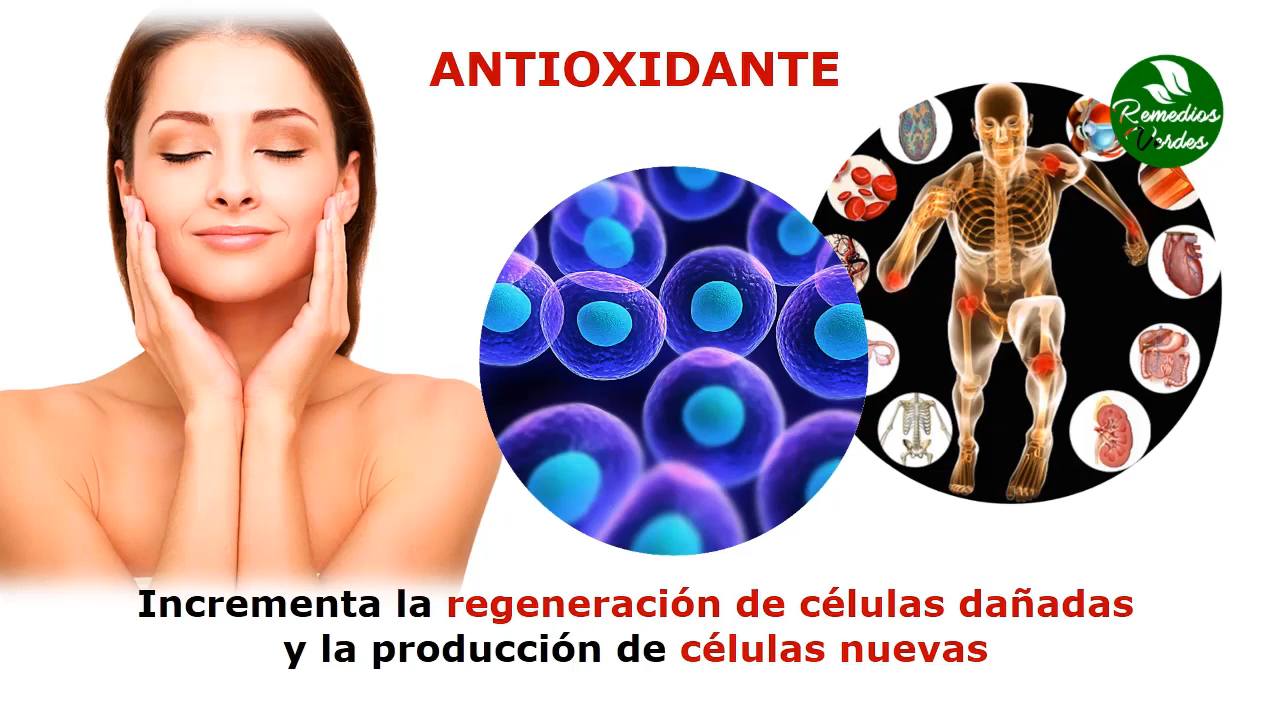 ANTIOXIDANTE
Remedios
Verdes
Incrementa la regeneración de células dañadas
y la producción de células nuevas